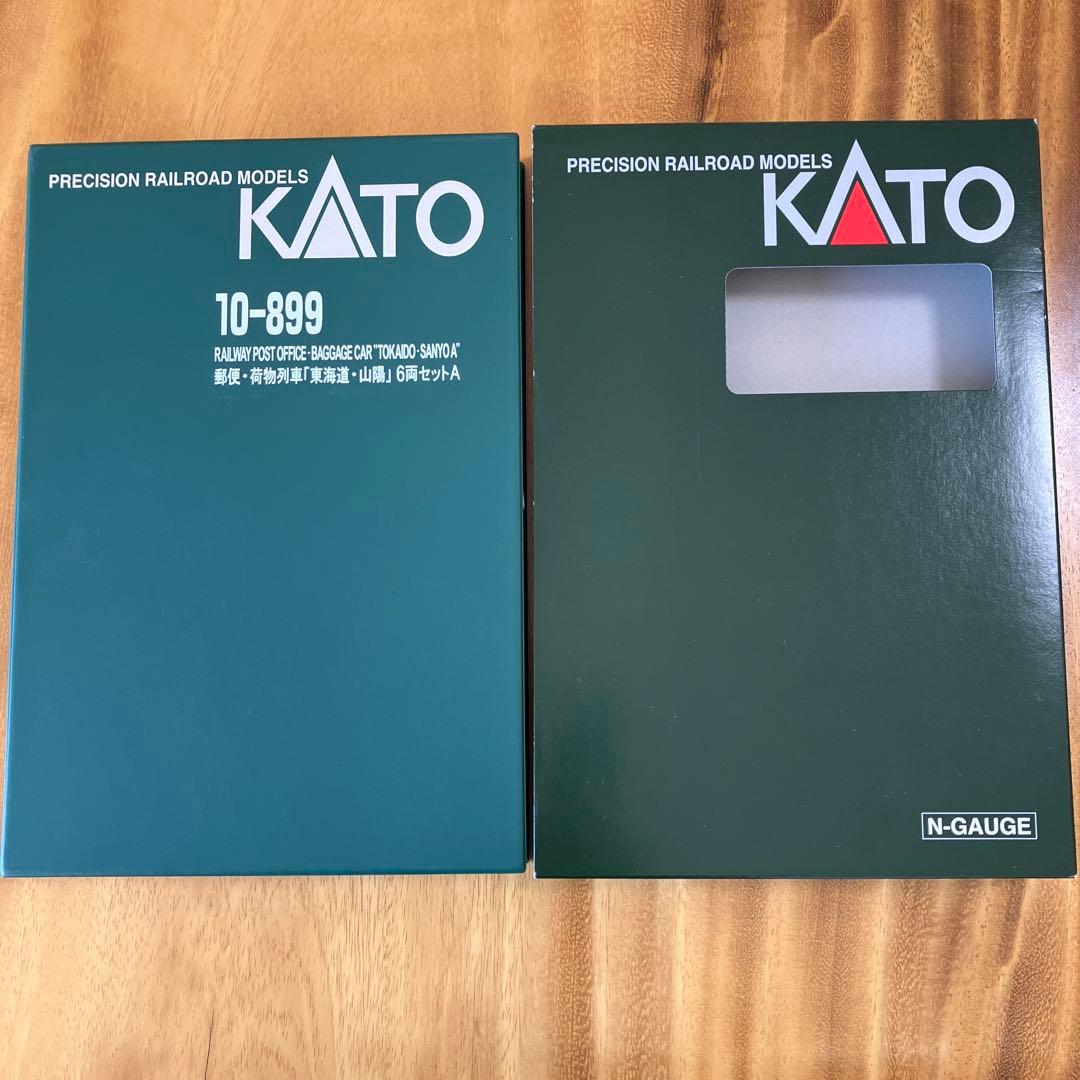 PRECISION RAILROAD MODELS
KATO
10-899
RAILWAY POST OFFICE·BAGGAGE CAR "TOKAIDO·SANYO A"
郵便・荷物列車「東海道・山陽」6両セットA
PRECISION RAILROAD MODELS
KATO
N-GAUGE